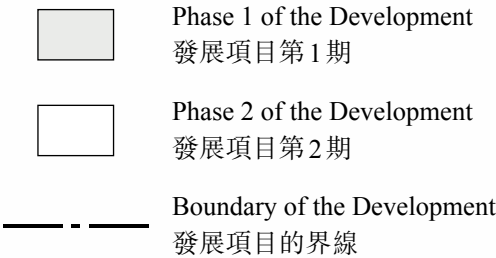 Phase 1 of the Development
發展項目第1期
Phase 2 of the Development
發展項目第2期
Boundary of the Development
發展項目的界線